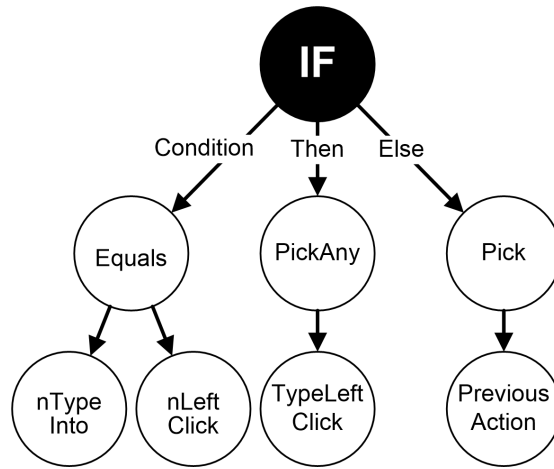 IF
Condition
Then
Else
Equals
PickAny
Pick
nType
Into
nLeft
Click
TypeLeft
Click
Previous
Action